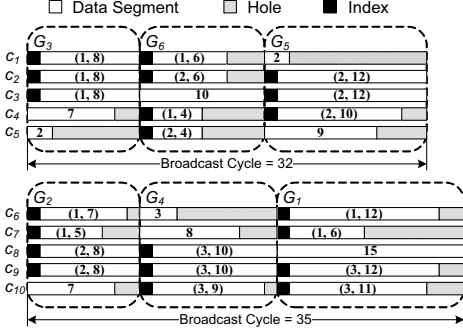 Data Segment Hole Index
G3 G6 G5
c1 (1, 8) (1, 6) 2
c2 (1, 8) (2, 6) (2, 12)
c3 (1, 8) 10 (2, 12)
c4 7 (1, 4) (2, 10)
c5 2 (2, 4) 9
Broadcast Cycle = 32
G2 G4 G1
c6 (1, 7) 3 (1, 12)
c7 (1, 5) 8 (1, 6)
c8 (2, 8) (3, 10) 15
c9 (2, 8) (3, 10) (3, 12)
c10 7 (3, 9) (3, 11)
Broadcast Cycle = 35